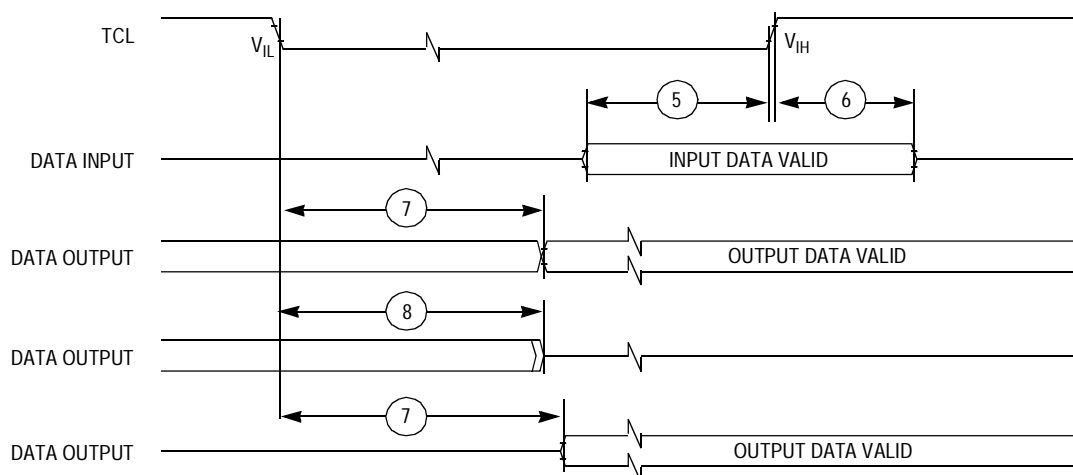 TCL
VIL
VIH
5
6
DATA INPUT
INPUT DATA VALID
7
DATA OUTPUT
OUTPUT DATA VALID
8
DATA OUTPUT
7
DATA OUTPUT
OUTPUT DATA VALID